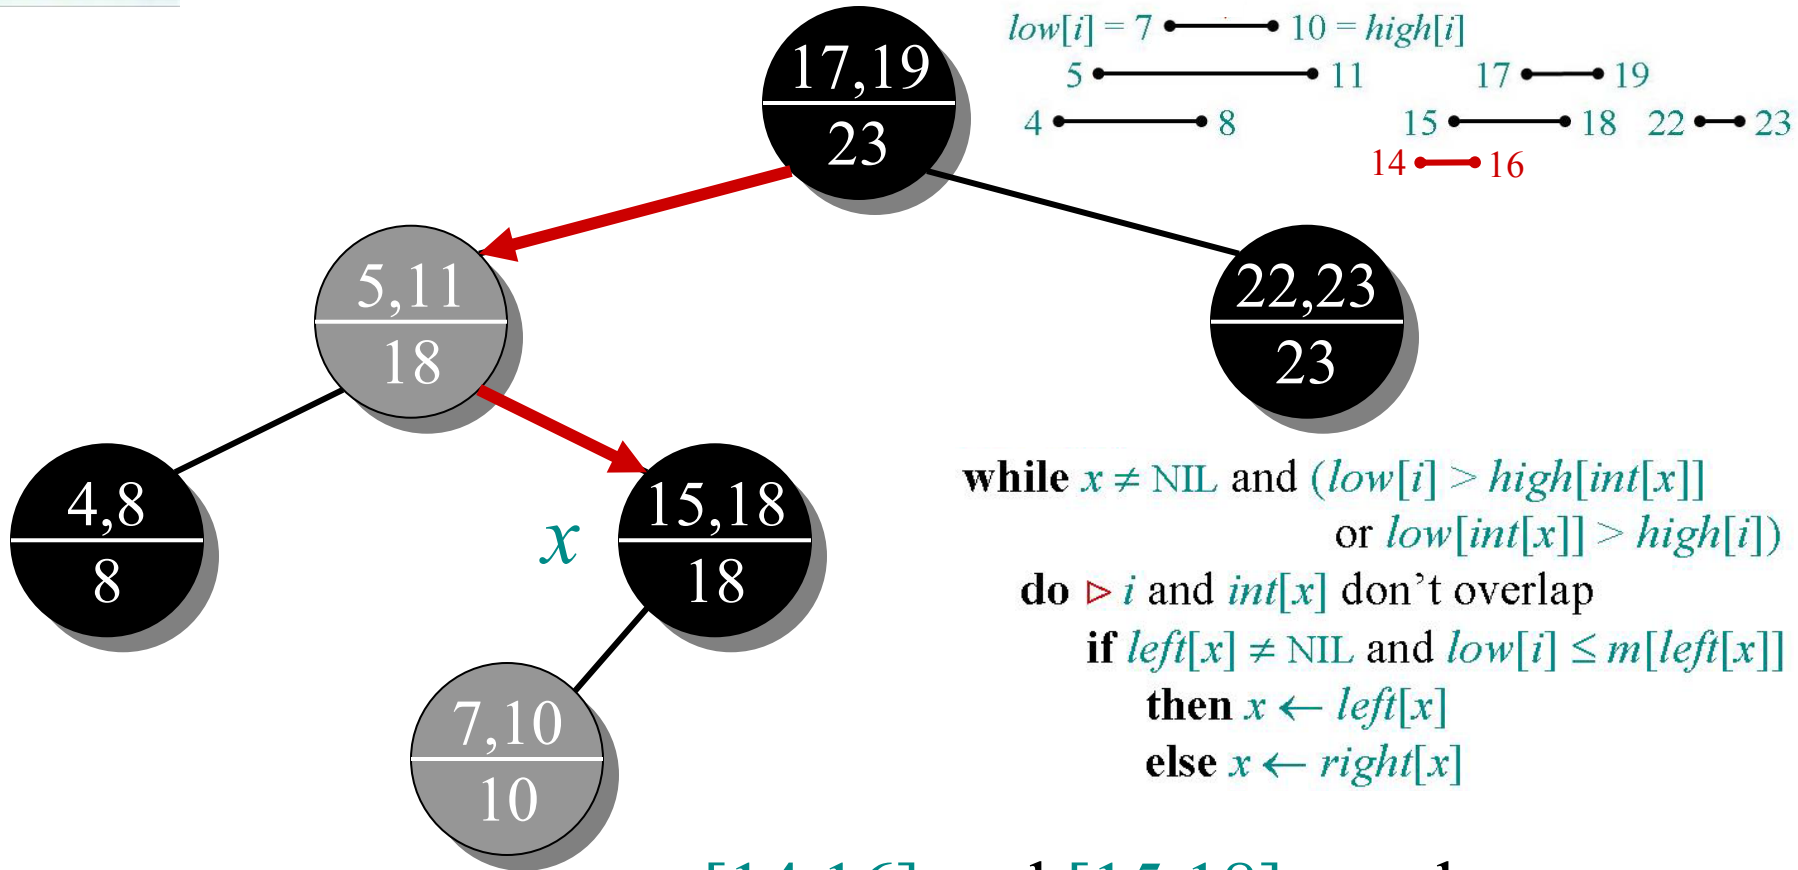 17,19
23
low[i] = 7 10 = high[i]
5 11 17 19
4 8 15 18 22 23
14 16
5,11
18
22,23
23
4,8
8
x
15,18
18
7,10
10
while x ≠ NIL and (low[i] > high[int[x]]
or low[int[x]] > high[i])
do ▷ i and int[x] don’t overlap
if left[x] ≠ NIL and low[i] ≤ m[left[x]]
then x ← left[x]
else x ← right[x]